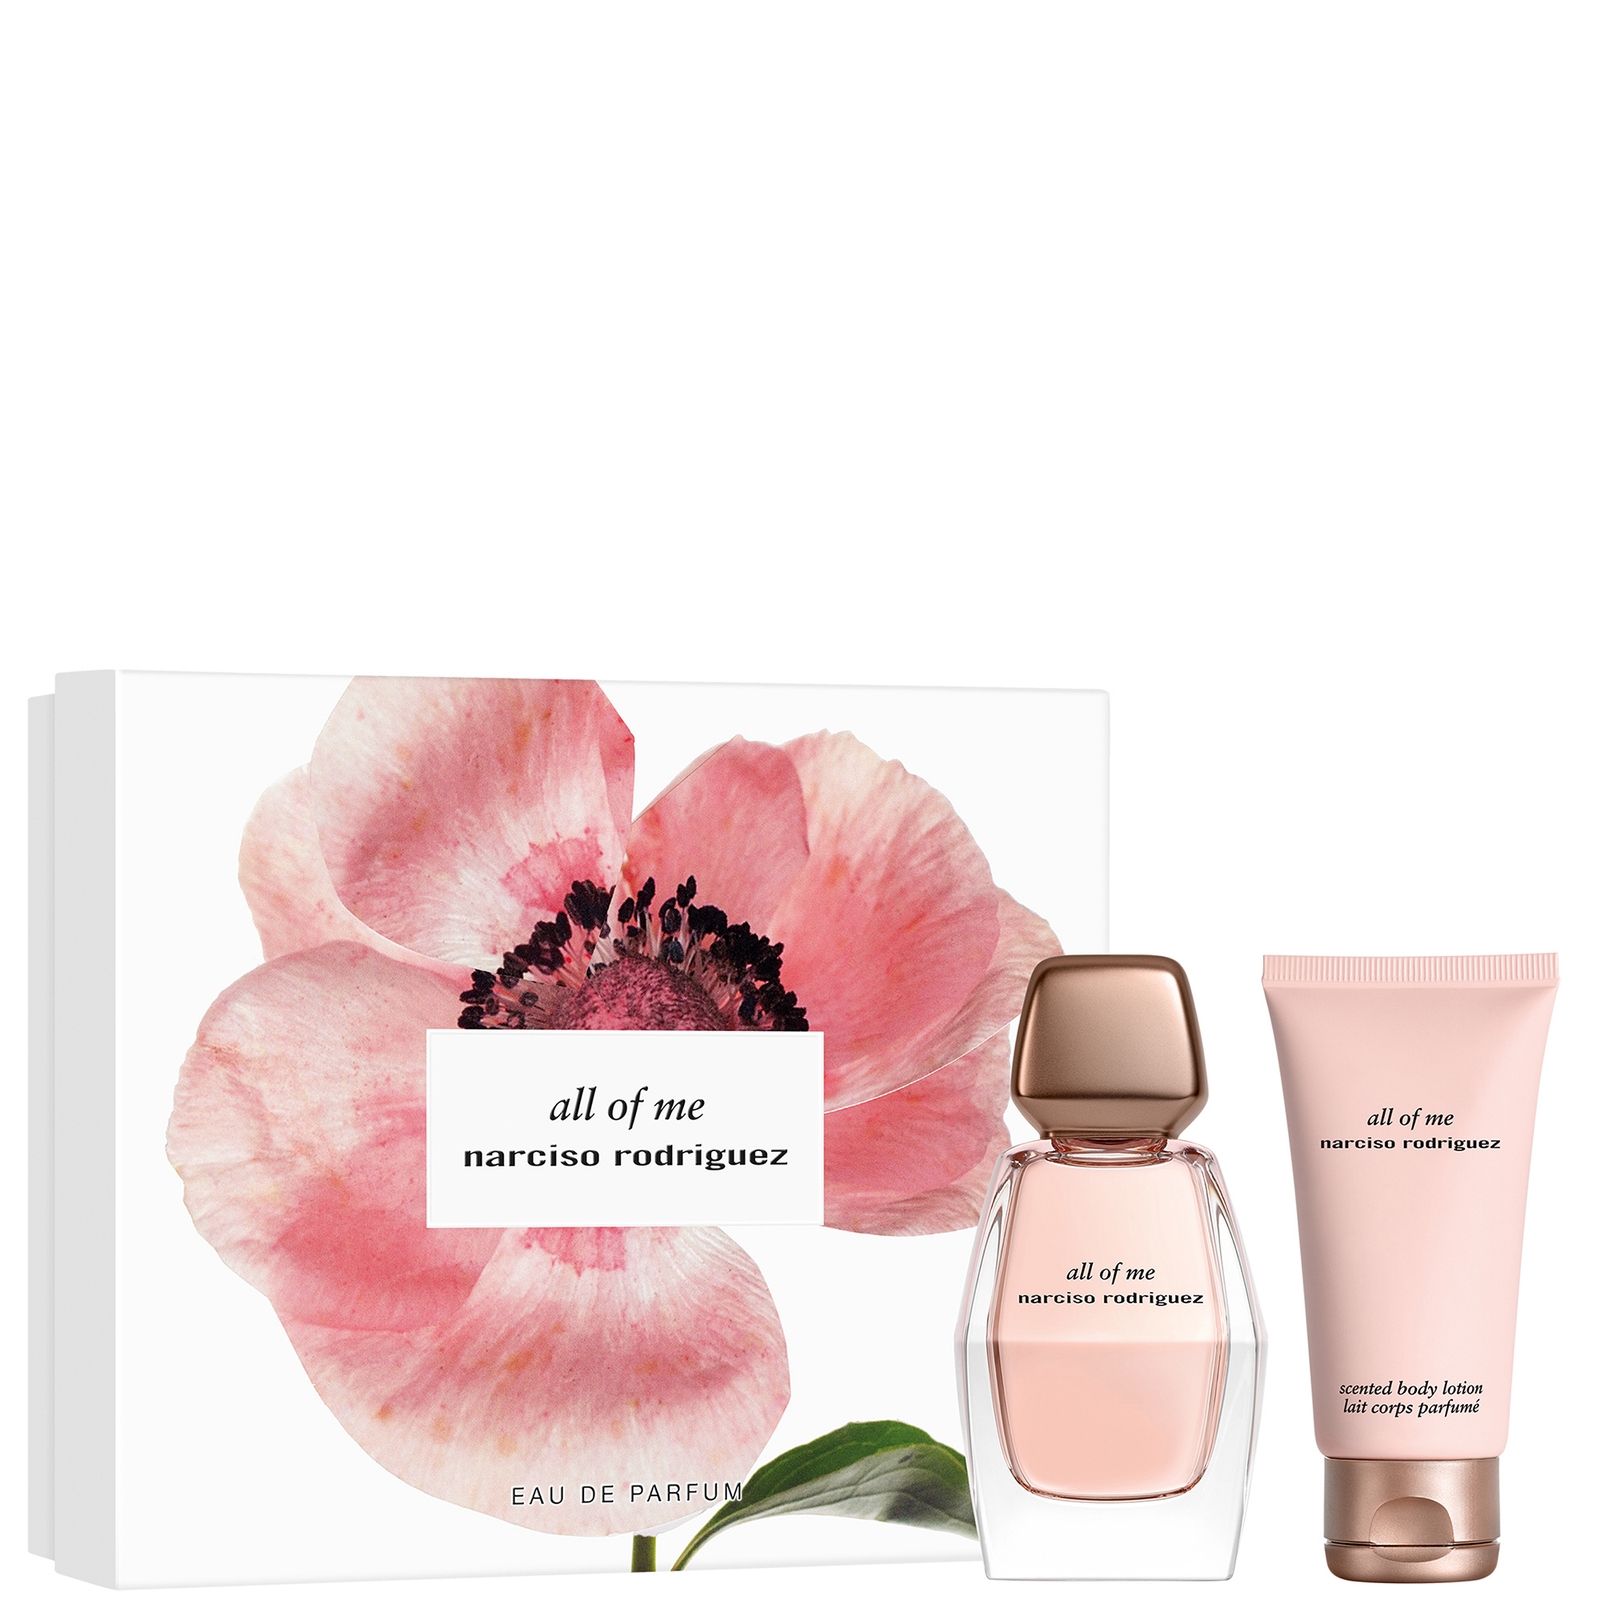 all of me
narciso rodriguez
EAU DE PARFUM
all of me
narciso rodriguez
all of me
narciso rodriguez
scented body lotion
lait corps parfumé